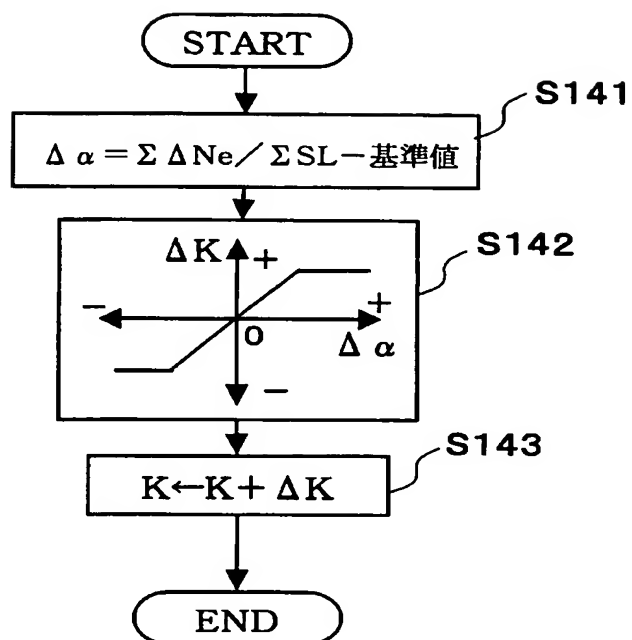 START
S141
Δα=ΣΔNe/ΣSL−基準値
S142
ΔK
+
−
+
0
Δα
−
S143
K←K+ΔK
END